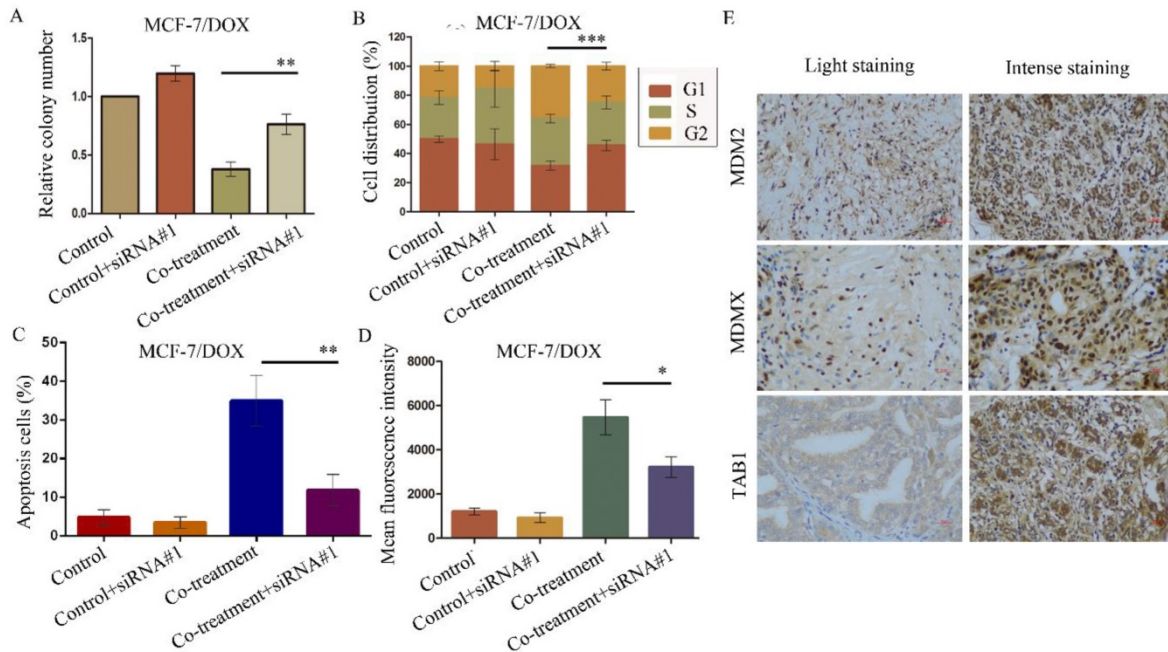 A
MCF-7/DOX
Relative colony number
1.5
1.0
0.5
0.0
**
Control
Control+siRNA#1
Co-treatment
Co-treatment+siRNA#1
B
MCF-7/DOX
Cell distribution (%)
120
100
80
60
40
20
0
***
G1
S
G2
Control
Control+siRNA#1
Co-treatment
Co-treatment+siRNA#1
C
MCF-7/DOX
Apoptosis cells (%)
50
40
30
20
10
0
**
Control
Control+siRNA#1
Co-treatment
Co-treatment+siRNA#1
D
MCF-7/DOX
Mean fluorescence intensity
8000
6000
4000
2000
0
*
Control
Control+siRNA#1
Co-treatment
Co-treatment+siRNA#1
E
Light staining
Intense staining
MDM2
MDMX
TAB1